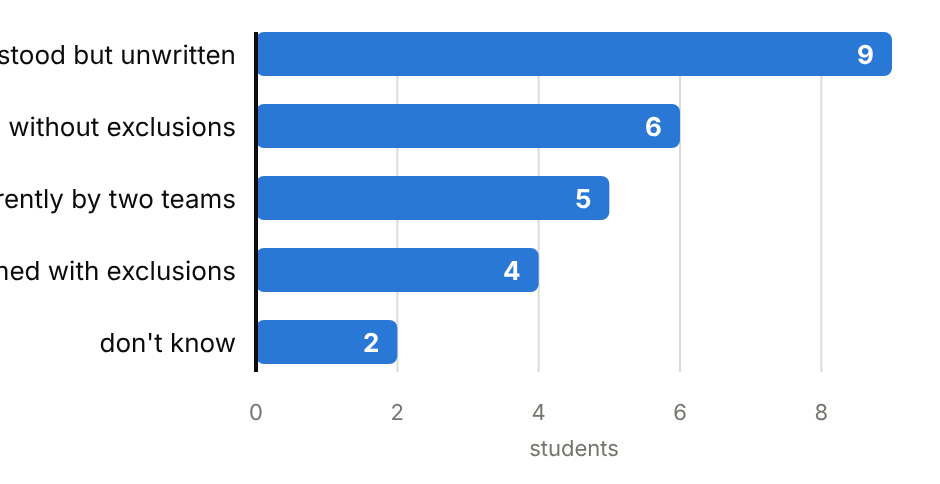 stood but unwritten
9
without exclusions
6
rently by two teams
5
ned with exclusions
4
don't know
2
0 2 4 6 8
students